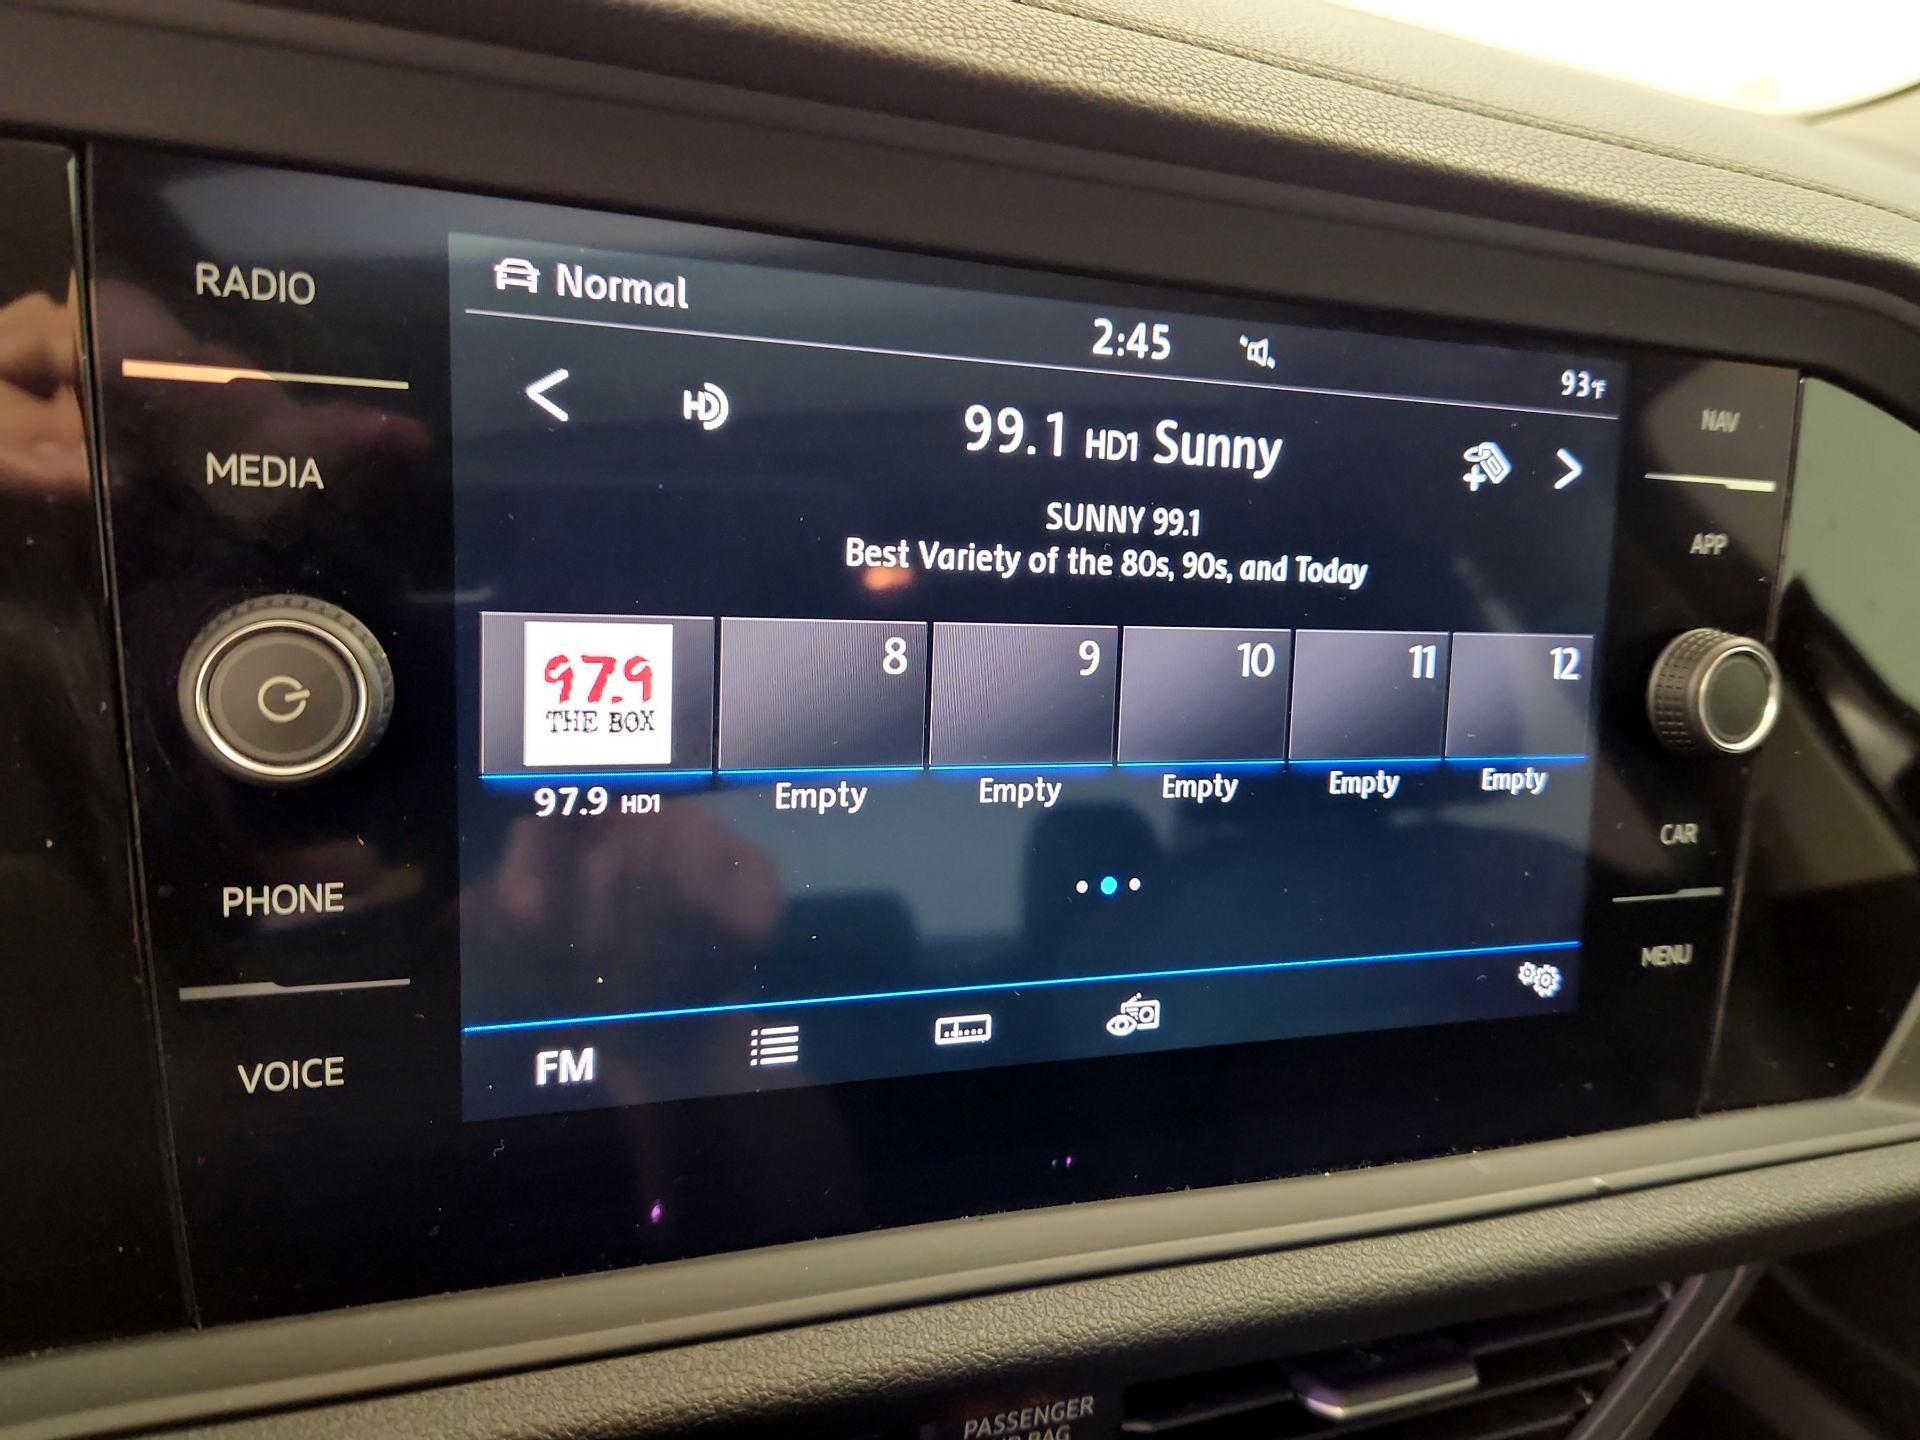 RADIO
MEDIA
PHONE
VOICE
Normal
2:45
93°F
HD
99.1 HD1 Sunny
SUNNY 99.1
Best Variety of the 80s, 90s, and Today
97.9
THE BOX
8
9
10
11
12
97.9 HD1
Empty
Empty
Empty
Empty
Empty
FM
NAV
APP
CAR
MENU
PASSENGER
BAG